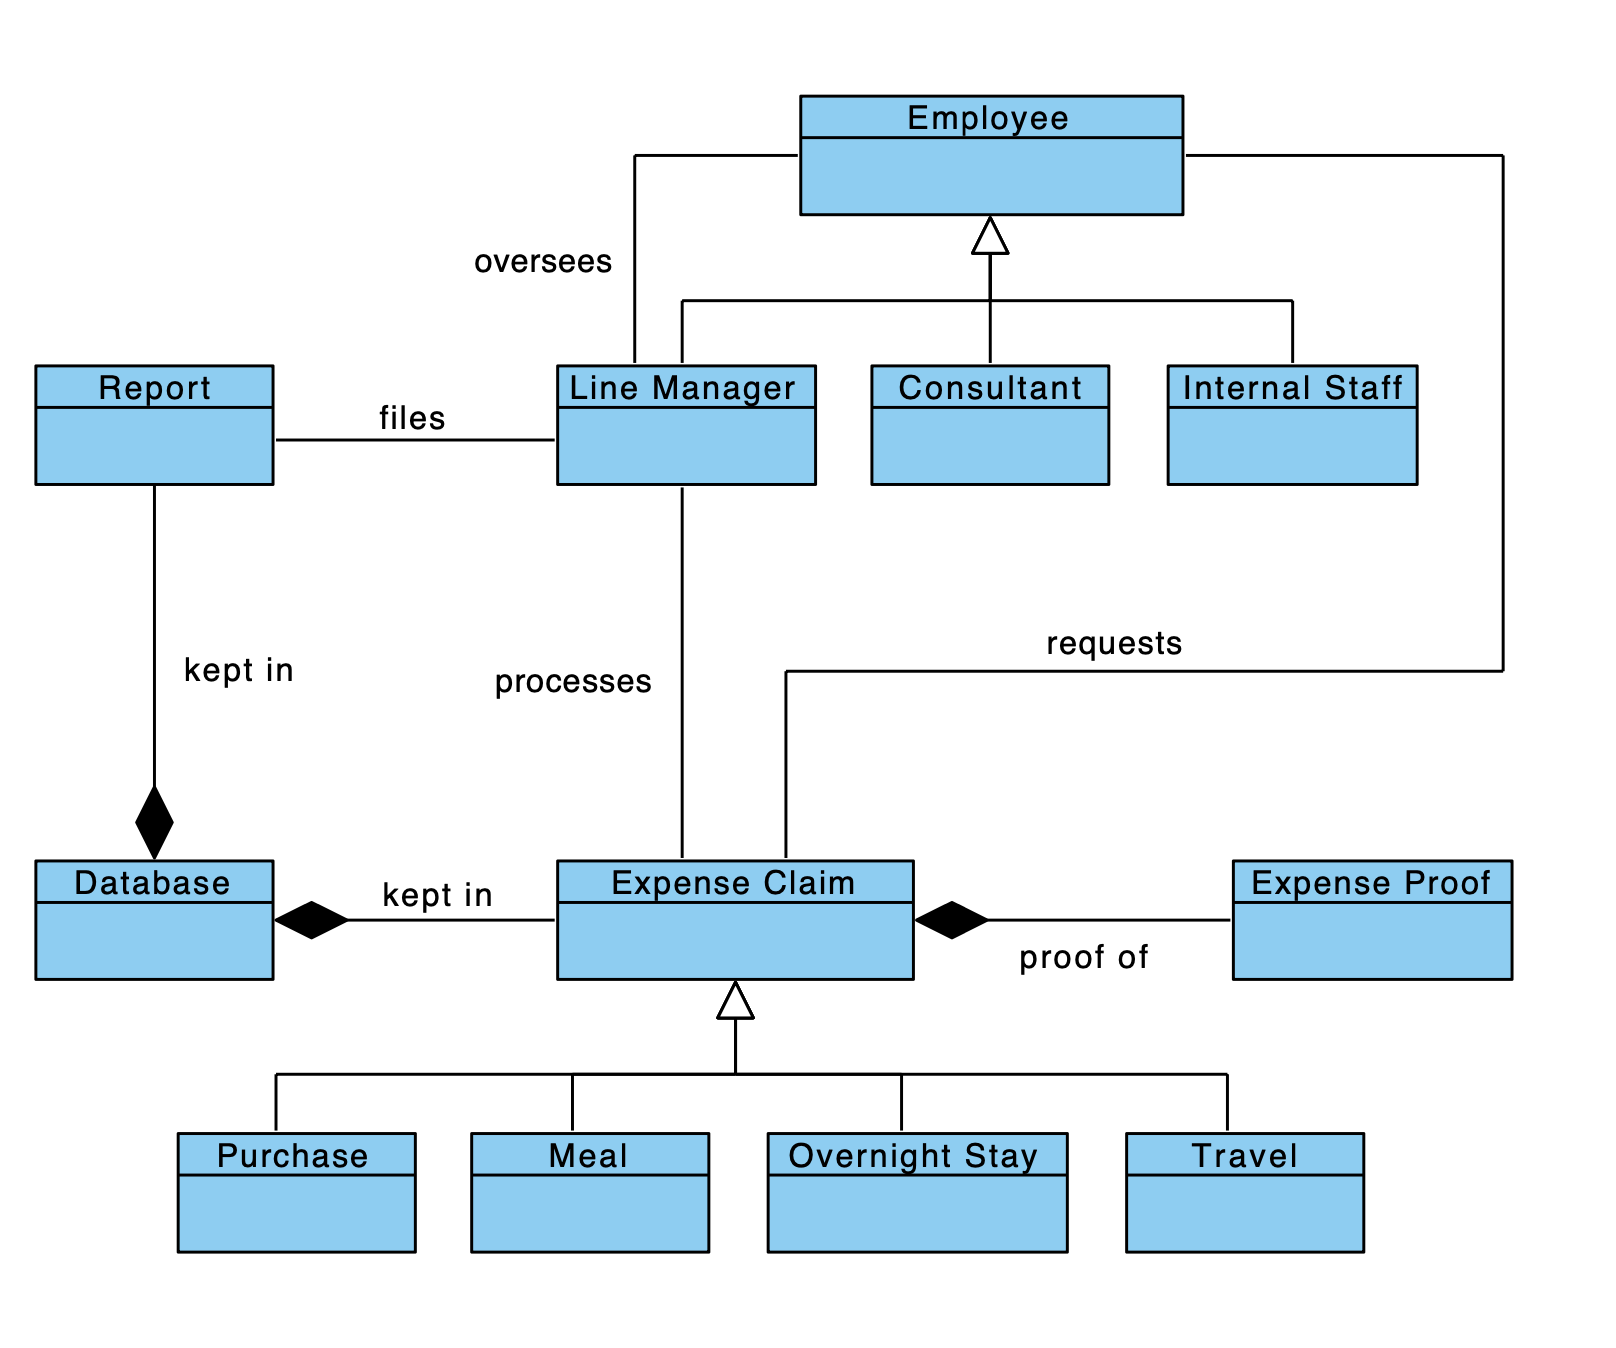 Employee
oversees
Report
files
Line Manager
Consultant
Internal Staff
requests
kept in
processes
Database
kept in
Expense Claim
Expense Proof
proof of
Purchase
Meal
Overnight Stay
Travel